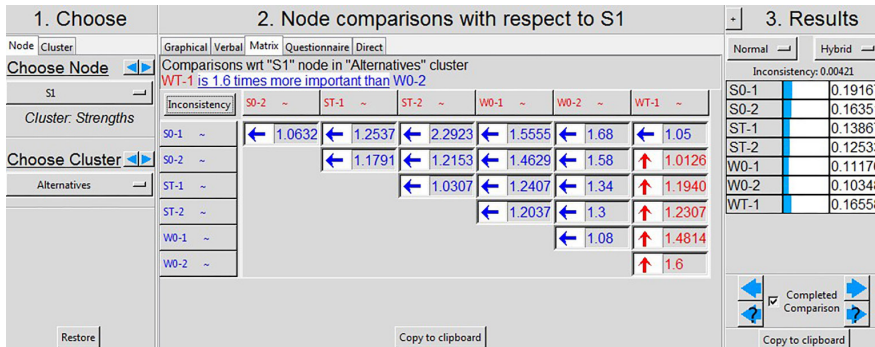 1. Choose
Node Cluster
Choose Node
S1
Cluster: Strengths
Choose Cluster
Alternatives
Restore
2. Node comparisons with respect to S1
Graphical Verbal Matrix Questionnaire Direct
Comparisons wrt "S1" node in "Alternatives" cluster
WT-1 is 1.6 times more important than W0-2
Inconsistency S0-2 ~ ST-1 ~ ST-2 ~ W0-1 ~ W0-2 ~ WT-1 ~
S0-1 ~ 1.0632 1.2537 2.2923 1.5555 1.68 1.05
S0-2 ~ 1.1791 1.2153 1.4629 1.58 1.0126
ST-1 ~ 1.0307 1.2407 1.34 1.1940
ST-2 ~ 1.2037 1.3 1.2307
W0-1 ~ 1.08 1.4814
W0-2 ~ 1.6
Copy to clipboard
+ 3. Results
Normal Hybrid
Inconsistency: 0.00421
S0-1 0.19167
S0-2 0.1635
ST-1 0.13867
ST-2 0.12533
W0-1 0.11176
W0-2 0.10348
WT-1 0.16558
Completed
Comparison
Copy to clipboard